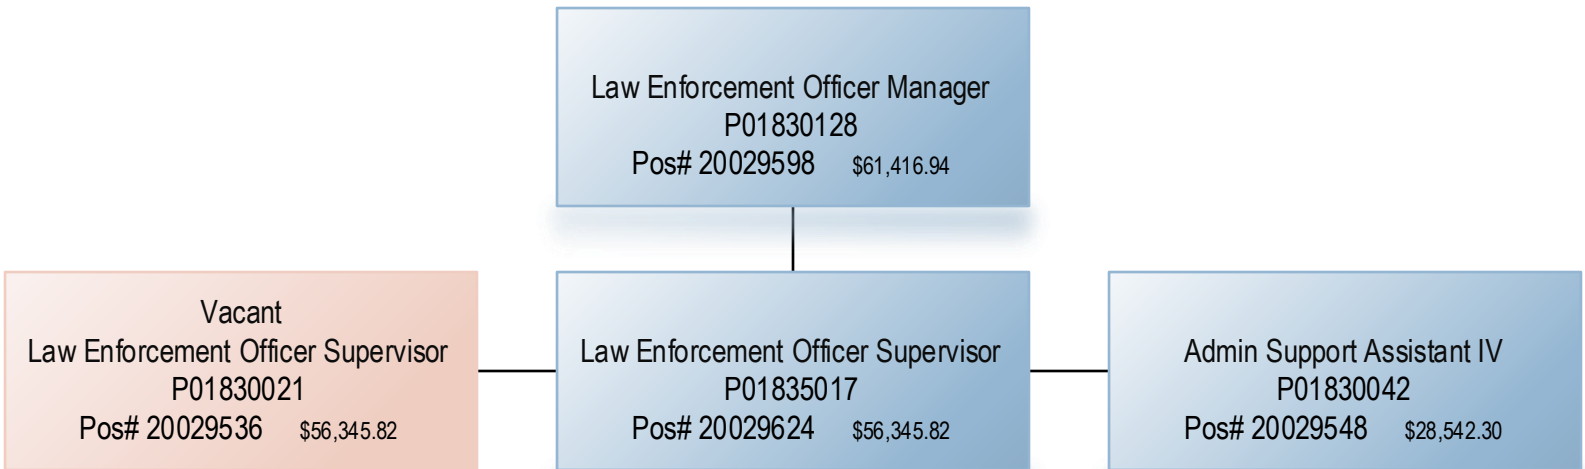 Law Enforcement Officer Manager
P01830128
Pos# 20029598 $61,416.94
Vacant
Law Enforcement Officer Supervisor
P01830021
Pos# 20029536 $56,345.82
Law Enforcement Officer Supervisor
P01835017
Pos# 20029624 $56,345.82
Admin Support Assistant IV
P01830042
Pos# 20029548 $28,542.30